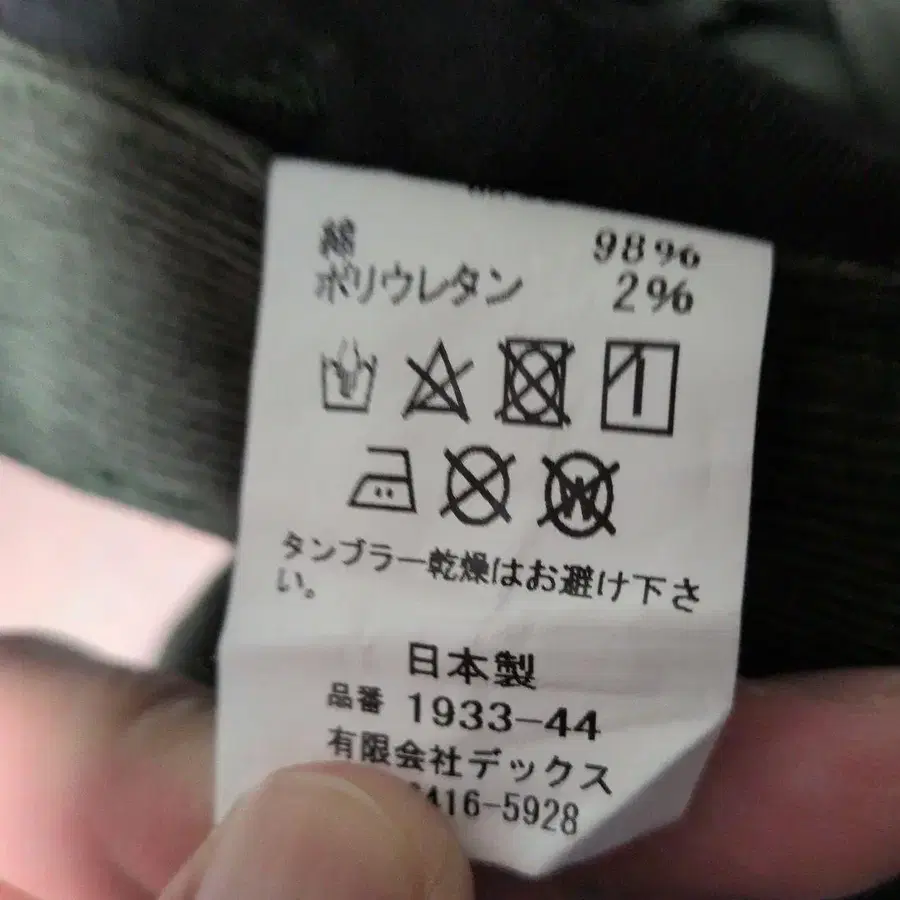 綿 98%
ポリウレタン 2%
タンブラー乾燥はお避け下さ
い。
日本製
品番 1933-44
有限会社デックス
416-5928